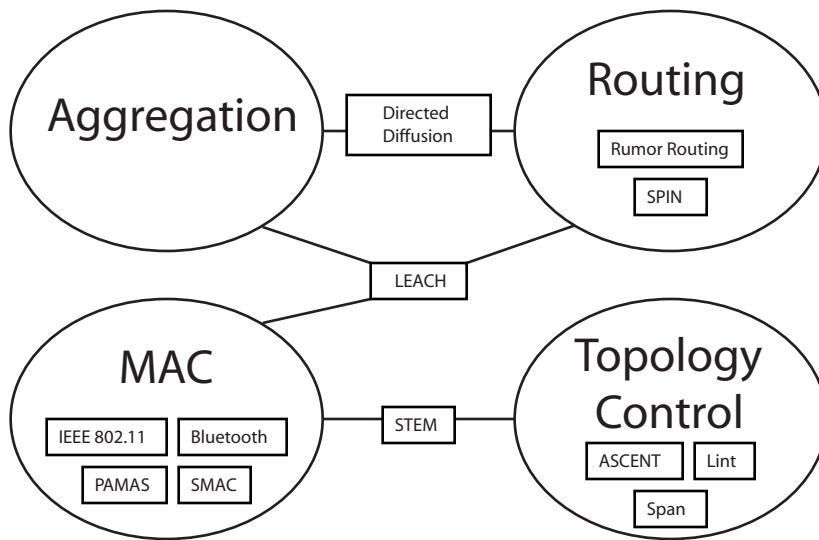 Aggregation
Directed
Diffusion
Routing
Rumor Routing
SPIN
LEACH
MAC
IEEE 802.11
Bluetooth
PAMAS
SMAC
STEM
Topology
Control
ASCENT
Lint
Span